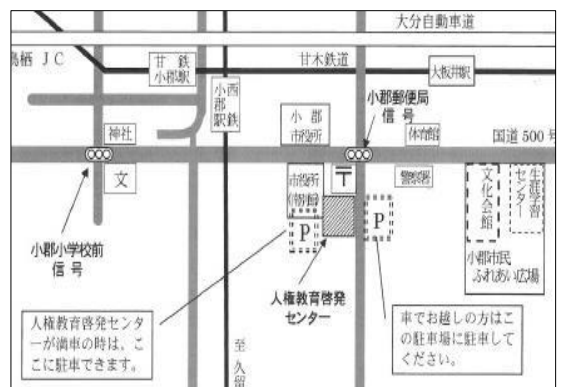 大分自動車道
鳥栖 JC
甘 鉄
小郡駅
甘木鉄道
大板井駅
西鉄
小郡駅
小郡郵便局
信 号
小 郡
市役所
体育館
国道 500 号
神社
文
市役所
(別館)
〒
警察署
文化会館
生涯学習
センター
P
P
小郡市民
ふれあい広場
小郡小学校前
信 号
人権教育啓発
センター
人権教育啓発センタ
ーが満車の時は、こ
こに駐車できます。
車でお越しの方はこ
の駐車場に駐車して
ください。
至 久留